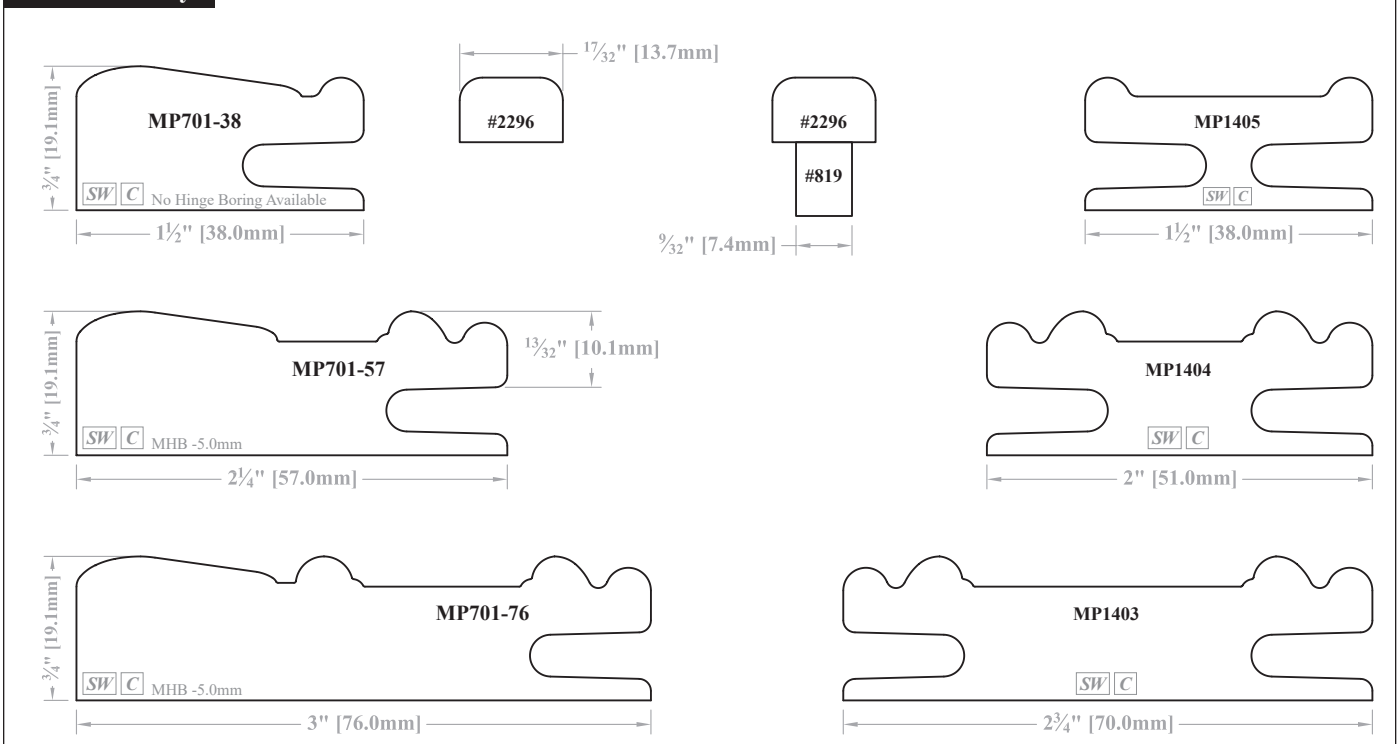 17/32" [13.7mm]
3/4" [19.1mm]
MP701-38
#2296
#2296
MP1405
#819
SW C No Hinge Boring Available
SW C
1 1/2" [38.0mm]
9/32" [7.4mm]
1 1/2" [38.0mm]
3/4" [19.1mm]
13/32" [10.1mm]
MP701-57
MP1404
SW C MHB -5.0mm
SW C
2 1/4" [57.0mm]
2" [51.0mm]
3/4" [19.1mm]
MP701-76
MP1403
SW C MHB -5.0mm
SW C
3" [76.0mm]
2 3/4" [70.0mm]